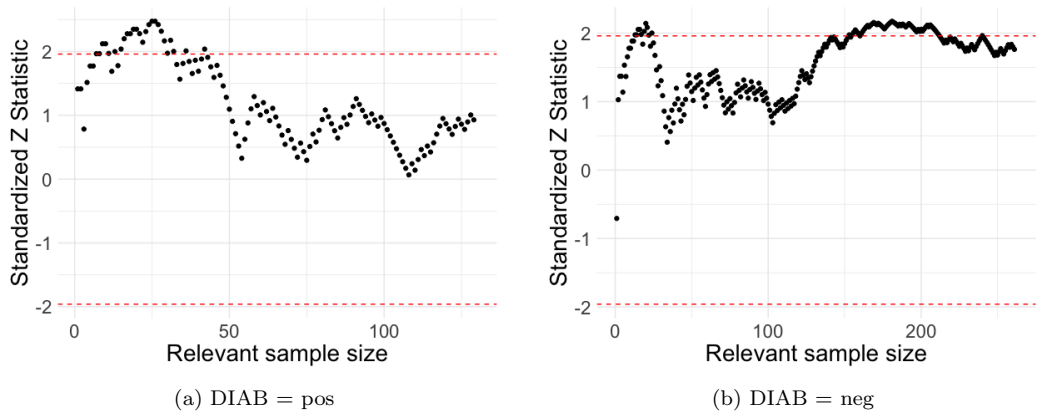 Standardized Z Statistic
2
1
0
-1
-2
0
50
100
Relevant sample size
(a) DIAB = pos
Standardized Z Statistic
2
1
0
-1
-2
0
100
200
Relevant sample size
(b) DIAB = neg